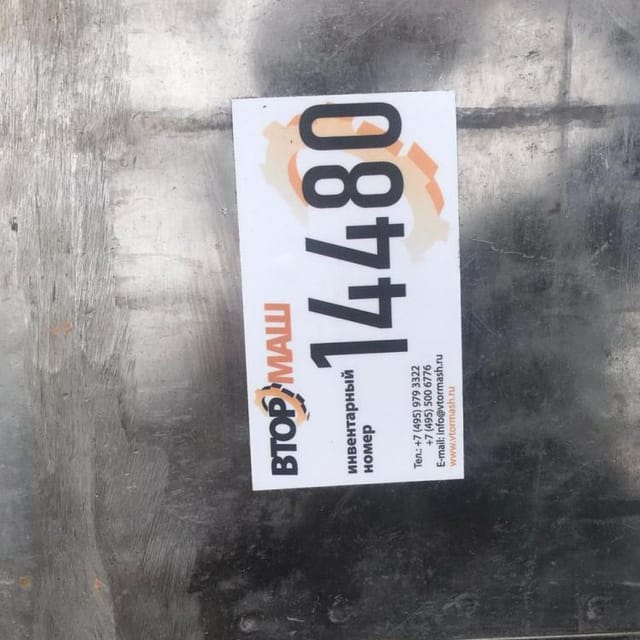 ВТОРМАШ
инвентарный
номер
14480
Тел.: +7 (495) 979 3322
+7 (495) 500 6776
E-mail: info@vtormash.ru
www.vtormash.ru